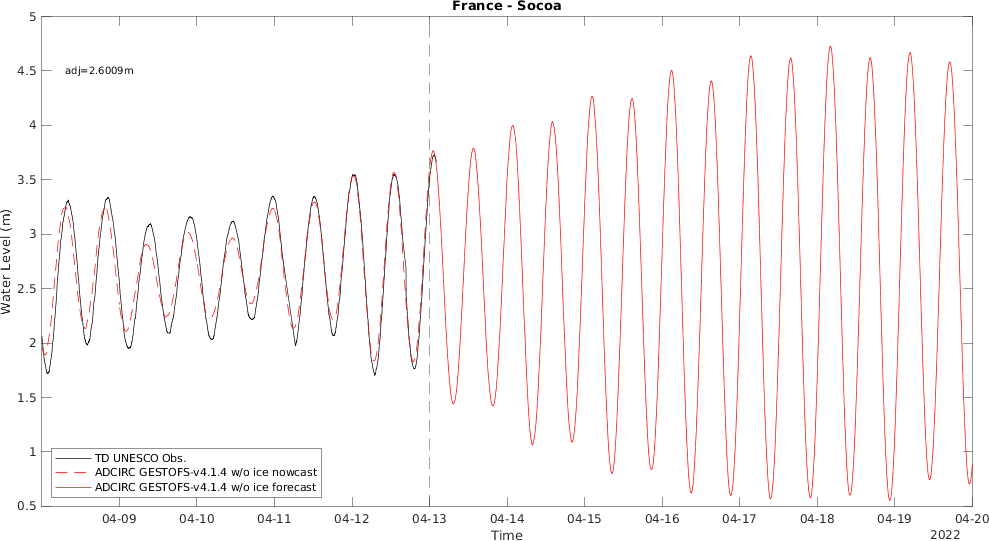 France - Socoa
5
4.5
4
3.5
3
2.5
2
1.5
1
0.5
Water Level (m)
adj=2.6009m
TD UNESCO Obs.
ADCIRC GESTOFS-v4.1.4 w/o ice nowcast
ADCIRC GESTOFS-v4.1.4 w/o ice forecast
04-09 04-10 04-11 04-12 04-13 04-14 04-15 04-16 04-17 04-18 04-19 04-20
Time
2022